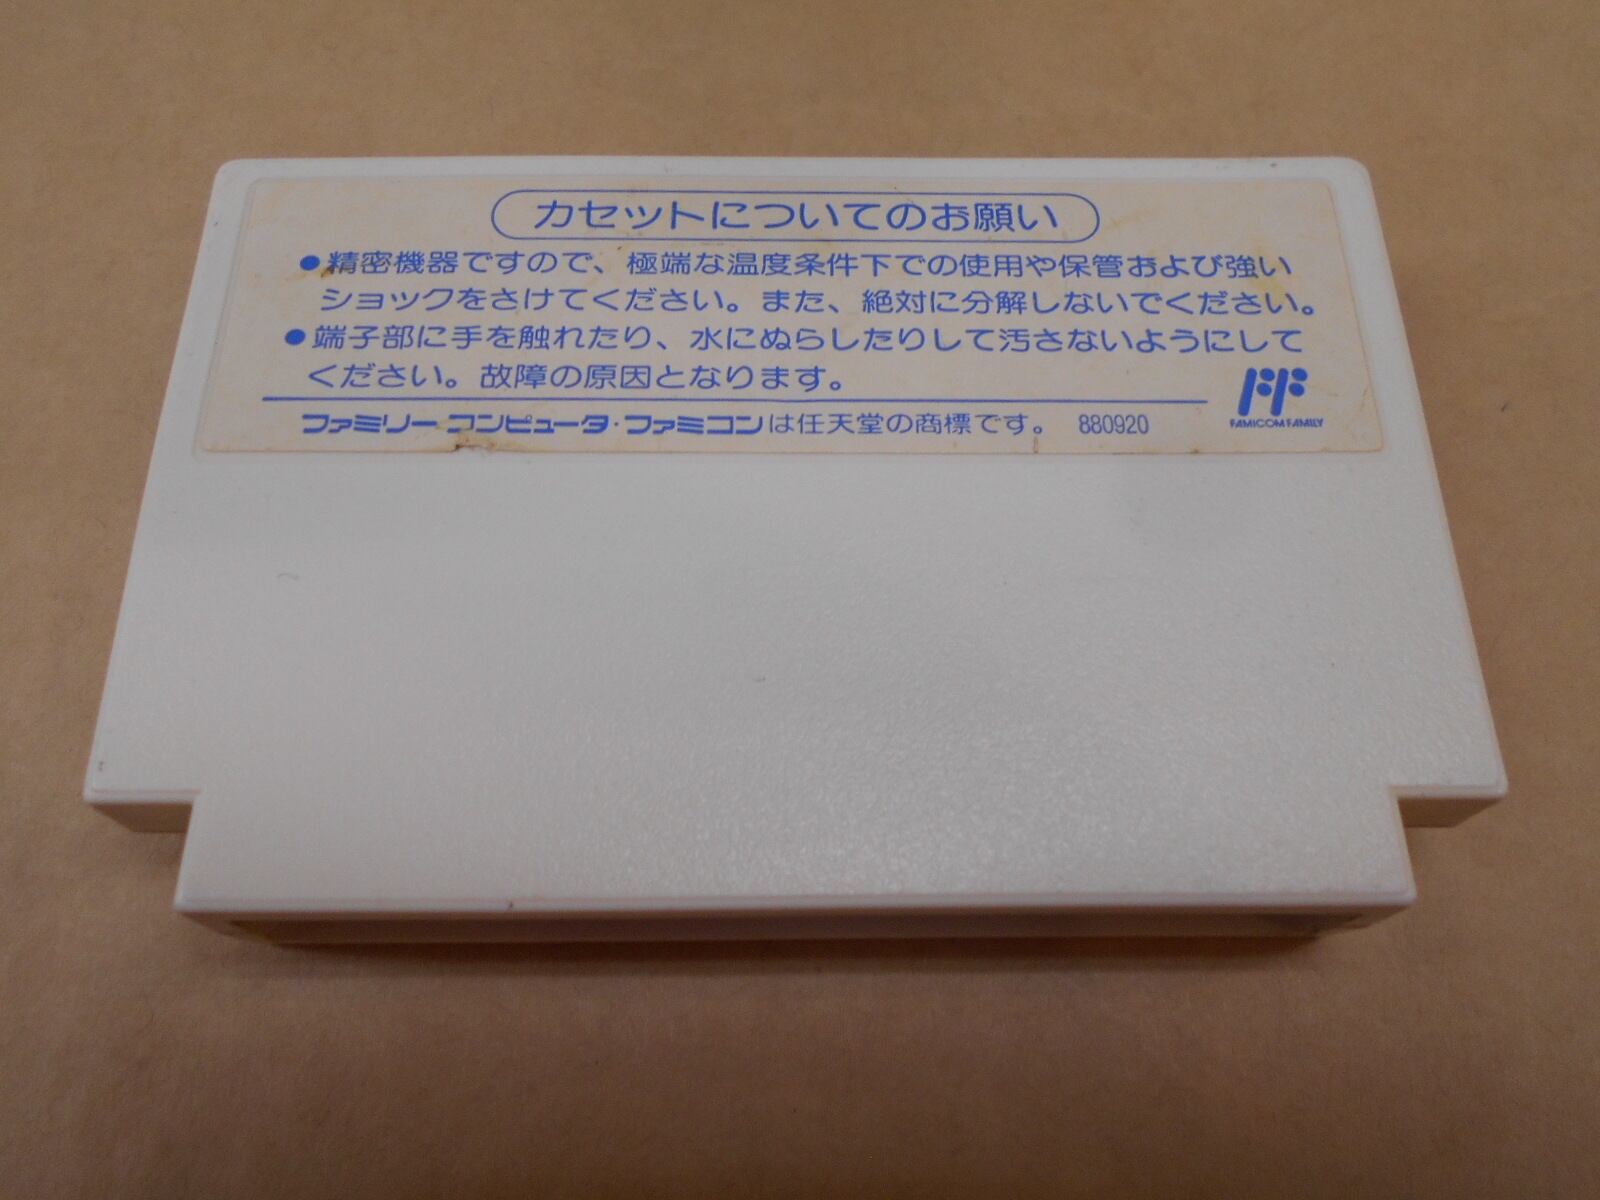 カセットについてのお願い
●精密機器ですので、極端な温度条件下での使用や保管および強い
ショックをさけてください。また、絶対に分解しないでください。
●端子部に手を触れたり、水にぬらしたりして汚さないようにして
ください。故障の原因となります。
ファミリーコンピュータ・ファミコンは任天堂の商標です。 880920
FF
FAMICOM FAMILY